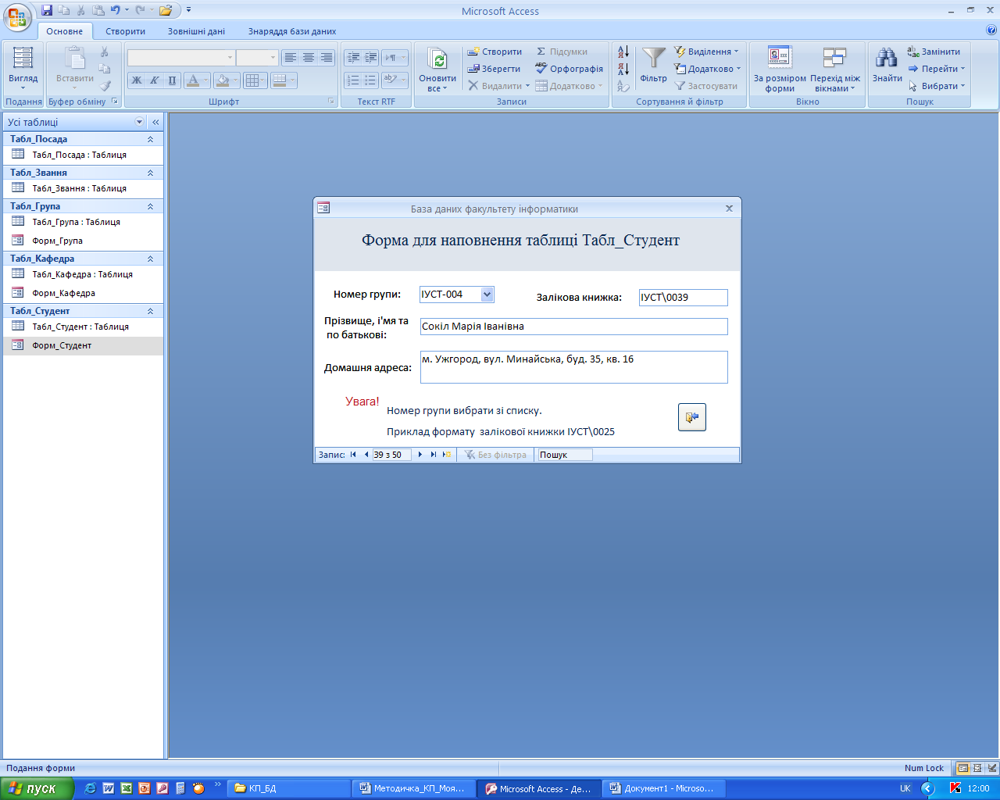 Microsoft Access
Основне Створити Зовнішні дані Знаряддя бази даних
Вигляд
Подання
Вставити
Буфер обміну
Ж К П
А
Шрифт
Текст RTF
Оновити все
Створити
Зберегти
Видалити
Σ Підсумки
Орфографія
Додатково
Записи
Фільтр
Виділення
Додатково
Застосувати
Сортування й фільтр
За розміром форми
Перехід між вікнами
Вікно
Знайти
Замінити
Перейти
Вибрати
Пошук
Усі таблиці
Табл_Посада
Табл_Посада : Таблиця
Табл_Звання
Табл_Звання : Таблиця
Табл_Група
Табл_Група : Таблиця
Форм_Група
Табл_Кафедра
Табл_Кафедра : Таблиця
Форм_Кафедра
Табл_Студент
Табл_Студент : Таблиця
Форм_Студент
База даних факультету інформатики
Форма для наповнення таблиці Табл_Студент
Номер групи: ІУСТ-004 Залікова книжка: ІУСТ\0039
Прізвище, і'мя та
по батькові: Сокіл Марія Іванівна
Домашня адреса: м. Ужгород, вул. Минайська, буд. 35, кв. 16
Увага!
Номер групи вибрати зі списку.
Приклад формату залікової книжки ІУСТ\0025
Запис: 39 з 50 Без фільтра Пошук
Подання форми Num Lock
пуск КП_БД Методичка_КП_Моя... Microsoft Access - Де... Документ1 - Microso... UK 12:00